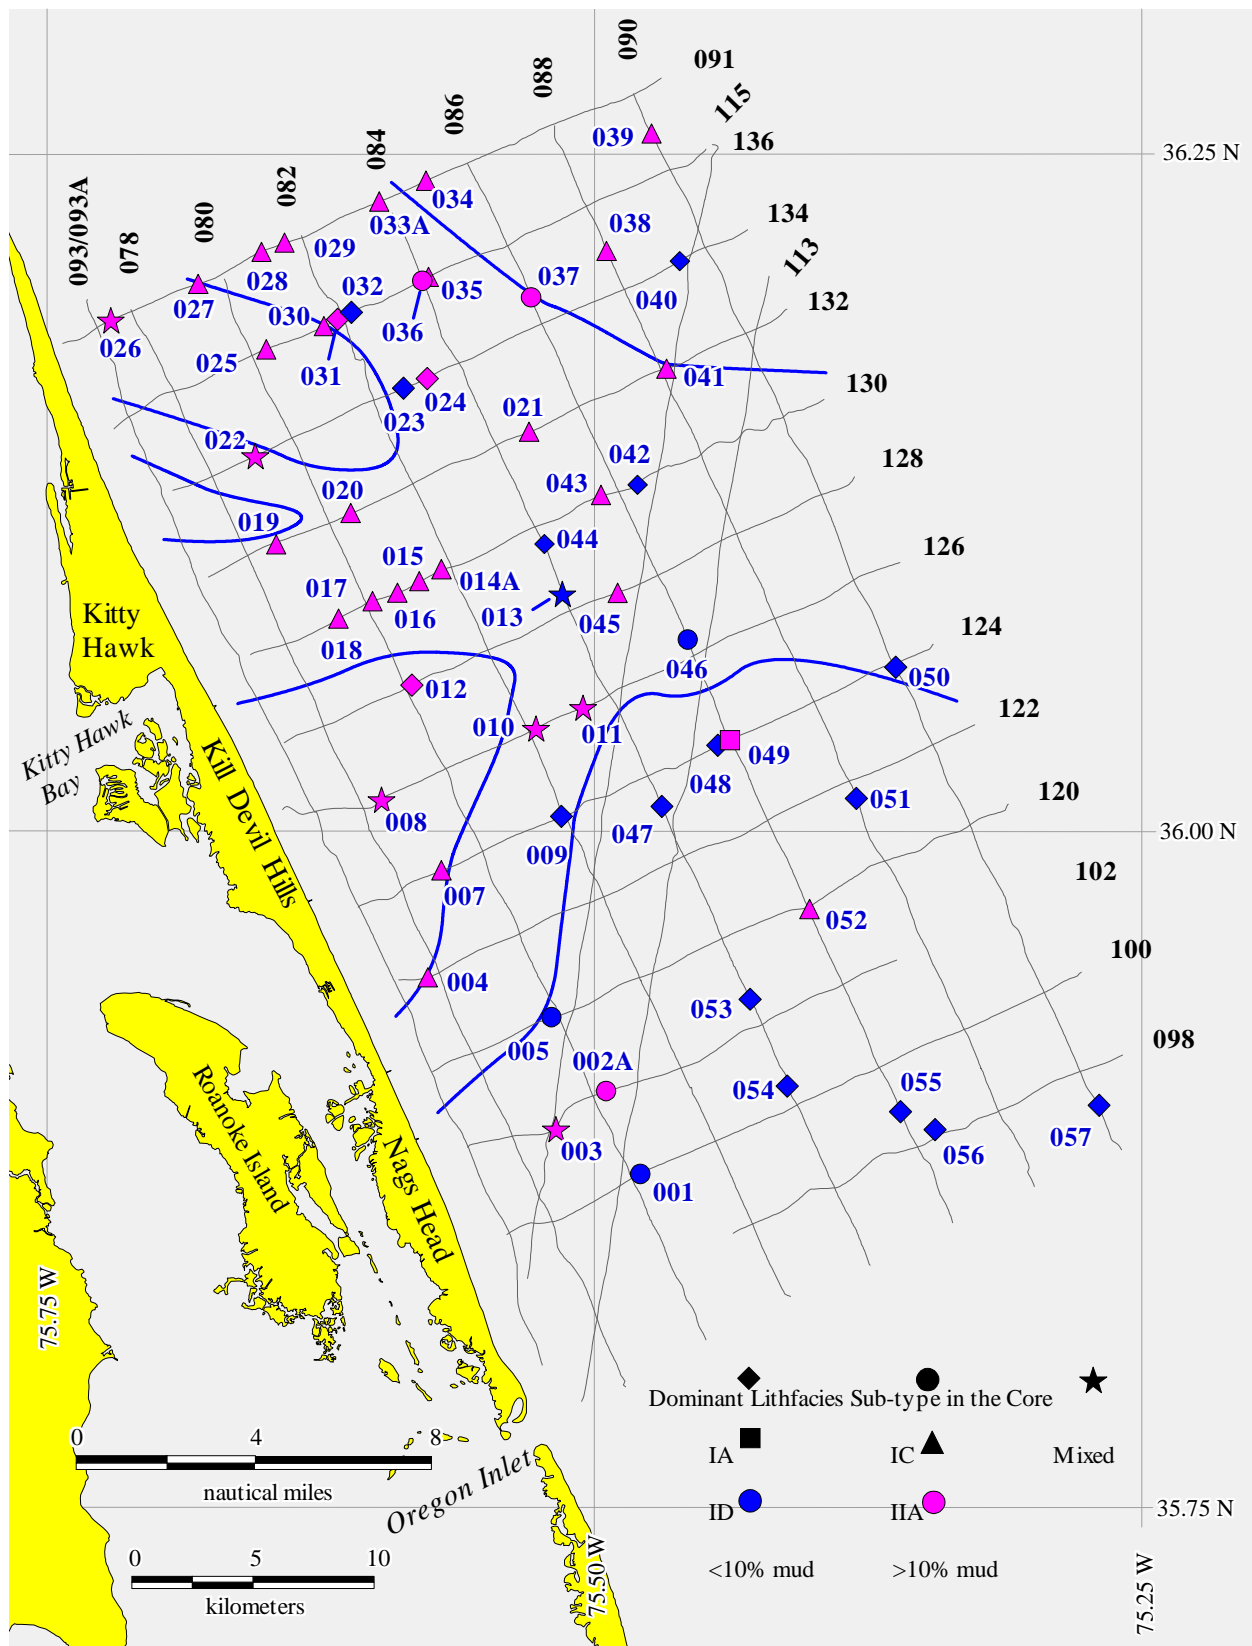 090
091
088
115
086
136
039
084
36.25 N
082
034
093/093A
080
033A
134
078
038
029
113
028
032
037
035
040
027
030
132
036
026
025
031
041
130
024
021
023
022
042
128
020
043
019
044
126
015
017
014A
Kitty
Hawk
016
013
045
124
018
046
012
050
122
010
011
Kitty Hawk
Bay
Kill Devil Hills
049
048
120
051
008
36.00 N
047
009
102
007
052
100
004
053
098
005
002A
Roanoke Island
054
055
057
003
056
Nags Head
001
75.75 W
Dominant Lithfacies Sub-type in the Core
0 4 8
IA
IC
Mixed
nautical miles
Oregon Inlet
ID
IIA
35.75 N
0 5 10
<10% mud
>10% mud
kilometers
75.50 W
75.25 W